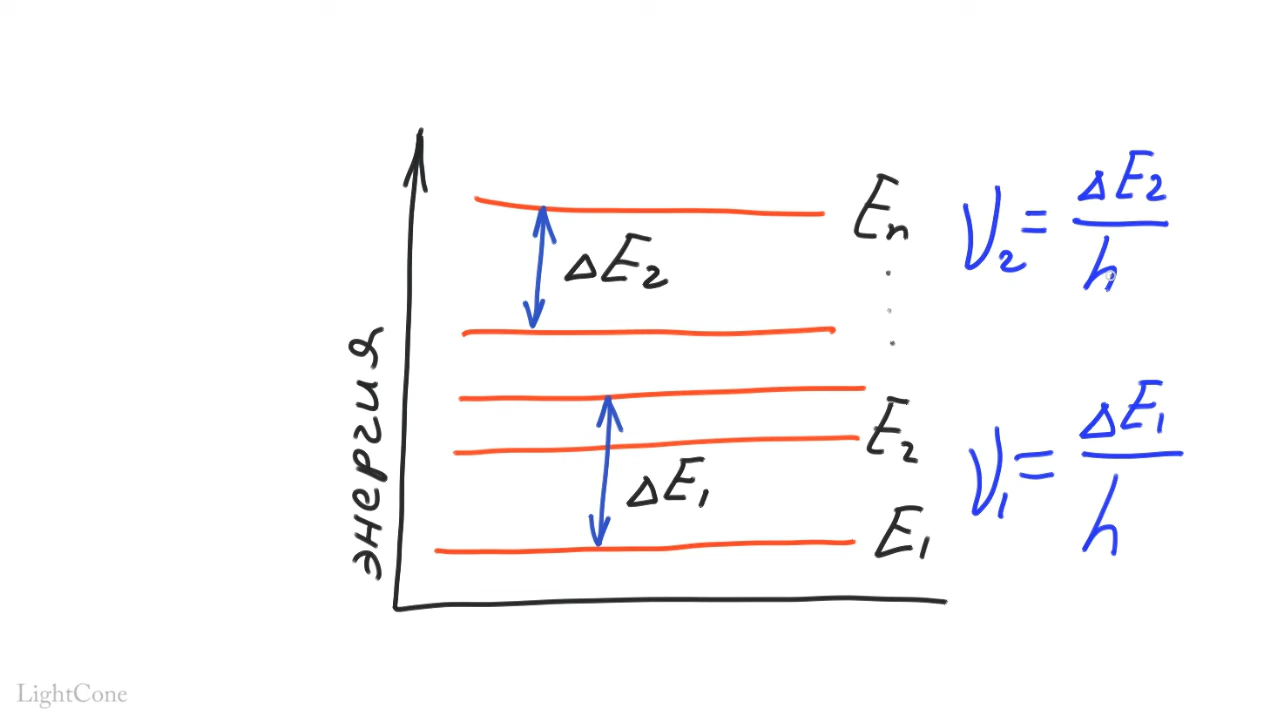 энергия
Eₙ
ΔE₂
E₂
ΔE₁
E₁
ν₂ = ΔE₂/h
ν₁ = ΔE₁/h
LightCone